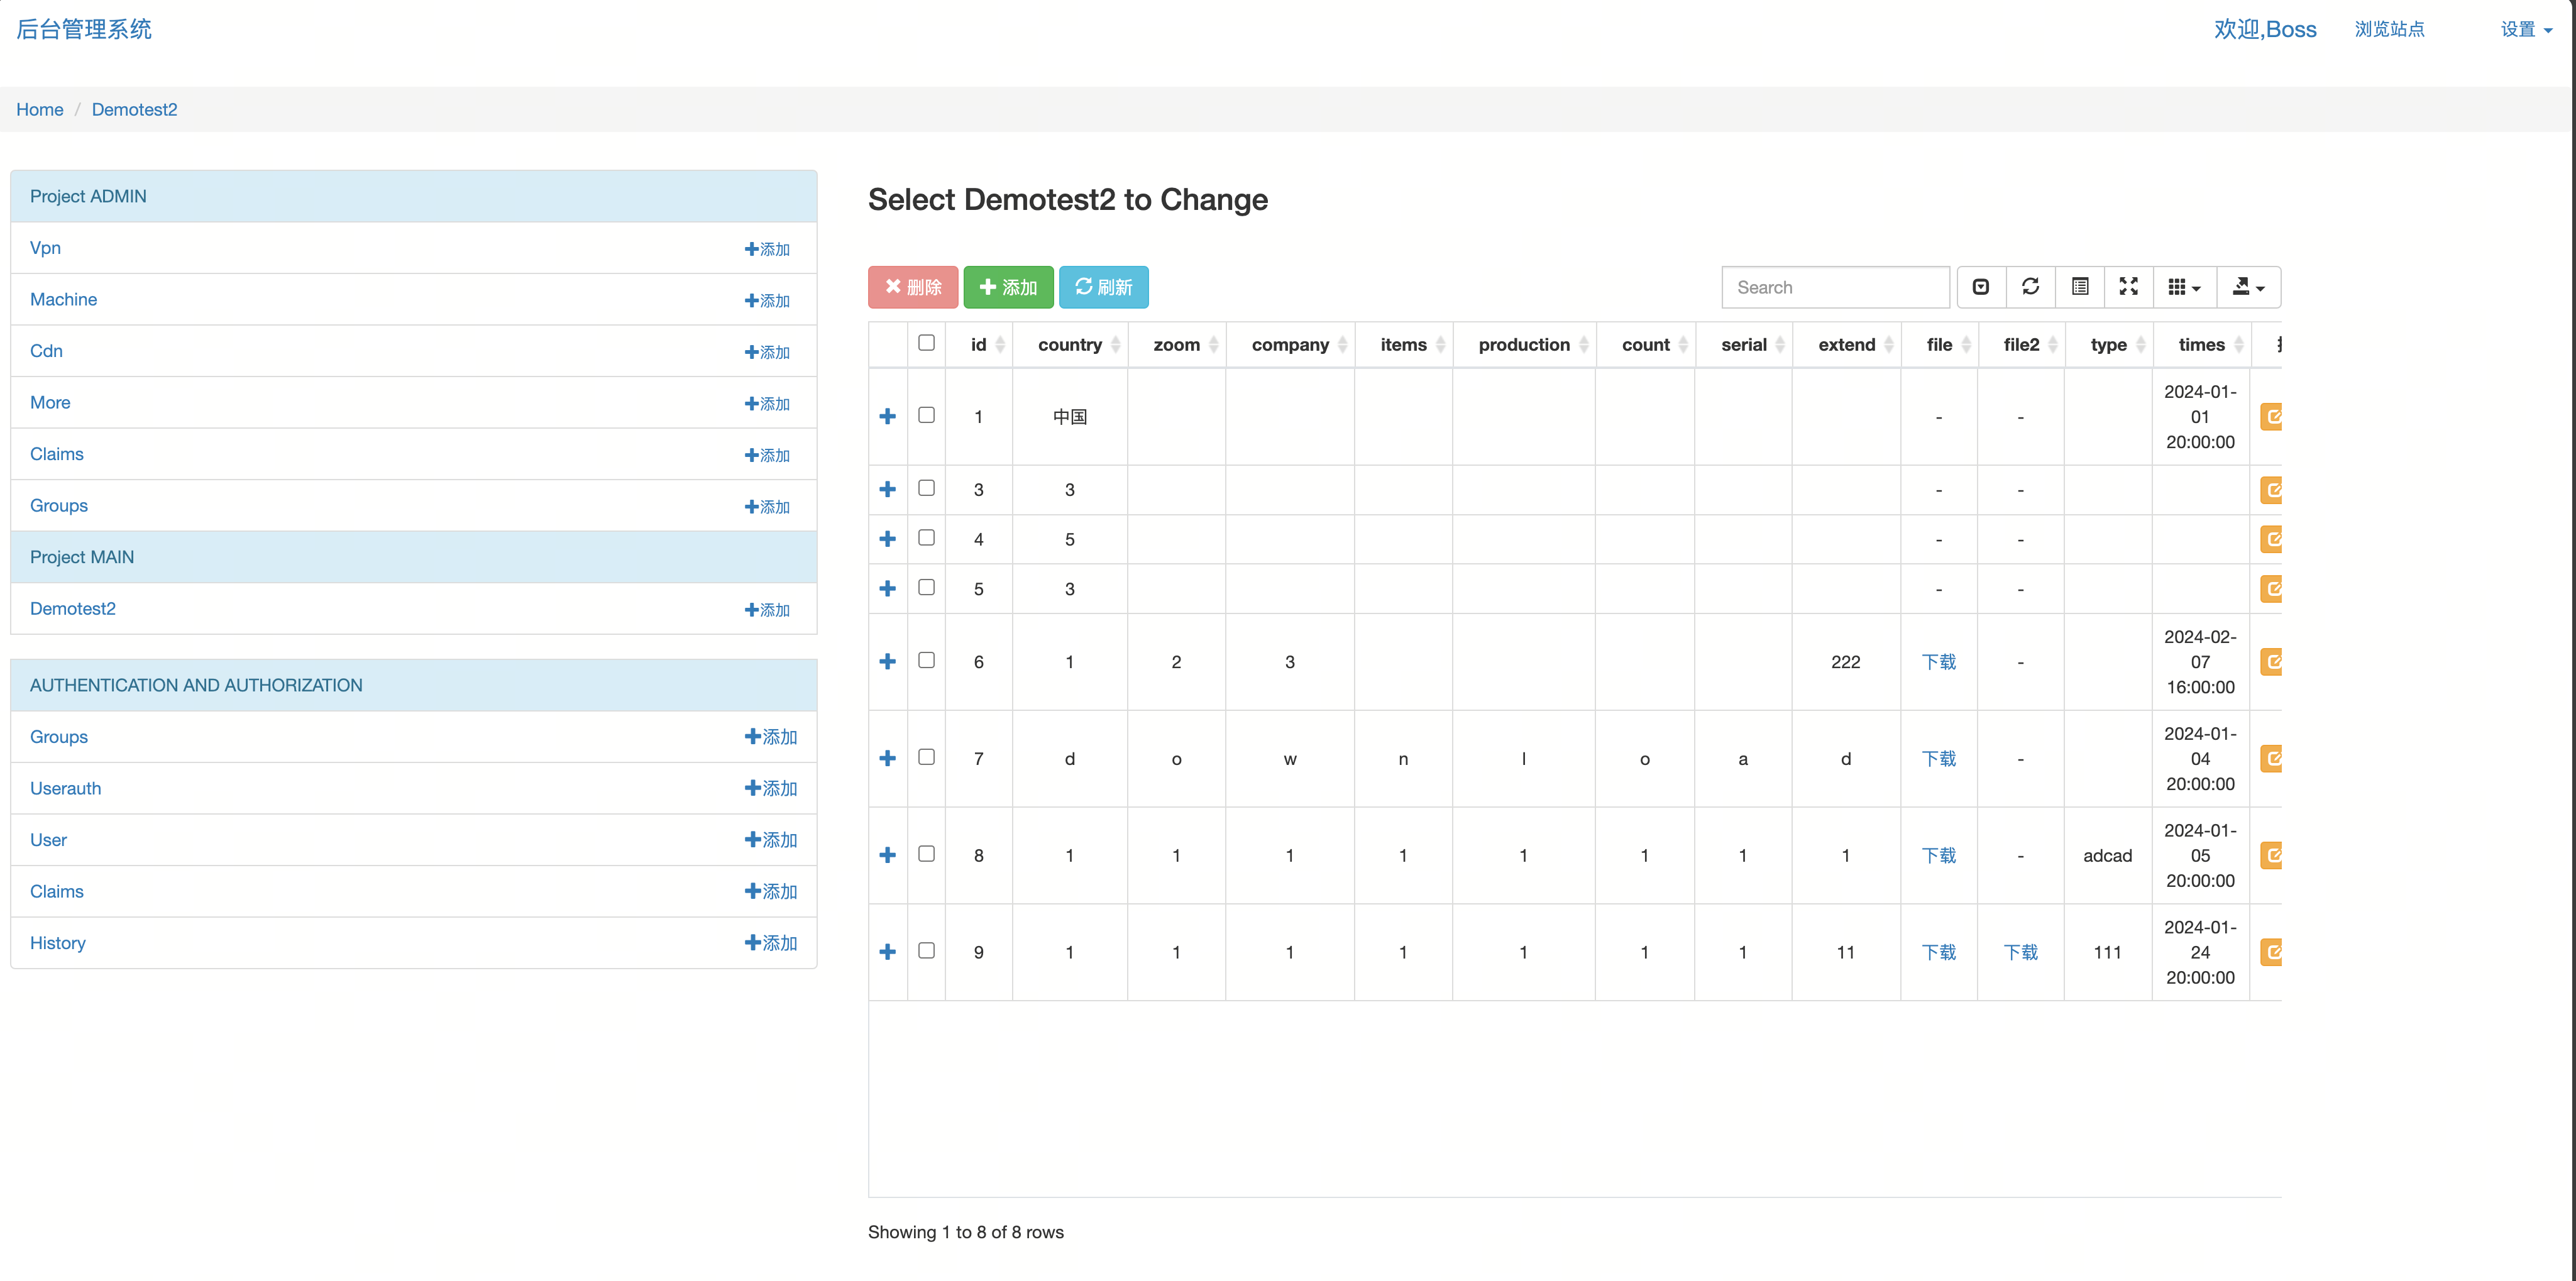 后台管理系统
欢迎,Boss 浏览站点 设置
Home / Demotest2
Project ADMIN
Vpn 添加
Machine 添加
Cdn 添加
More 添加
Claims 添加
Groups 添加
Project MAIN
Demotest2 添加
AUTHENTICATION AND AUTHORIZATION
Groups 添加
Userauth 添加
User 添加
Claims 添加
History 添加
Select Demotest2 to Change
删除 添加 刷新 Search
id country zoom company items production count serial extend file file2 type times
1 中国 - - 2024-01-
01
20:00:00
3 3 - -
4 5 - -
5 3 - -
6 1 2 3 222 下载 - 2024-02-
07
16:00:00
7 d o w n l o a d 下载 - 2024-01-
04
20:00:00
8 1 1 1 1 1 1 1 1 下载 - adcad 2024-01-
05
20:00:00
9 1 1 1 1 1 1 1 11 下载 下载 111 2024-01-
24
20:00:00
Showing 1 to 8 of 8 rows